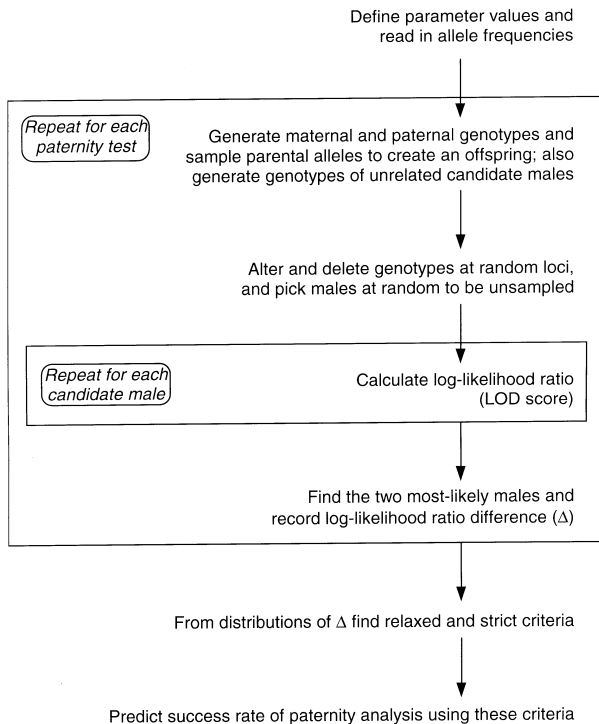 Define parameter values and
read in allele frequencies
Repeat for each
paternity test
Generate maternal and paternal genotypes and
sample parental alleles to create an offspring; also
generate genotypes of unrelated candidate males
Alter and delete genotypes at random loci,
and pick males at random to be unsampled
Repeat for each
candidate male
Calculate log-likelihood ratio
(LOD score)
Find the two most-likely males and
record log-likelihood ratio difference (Δ)
From distributions of Δ find relaxed and strict criteria
Predict success rate of paternity analysis using these criteria